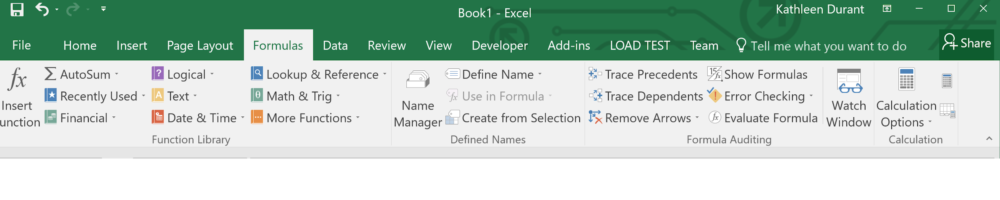 Book1 - Excel
Kathleen Durant
File Home Insert Page Layout Formulas Data Review View Developer Add-ins LOAD TEST Team Tell me what you want to do Share
fx
Insert
unction
AutoSum
Recently Used
Financial
Logical
Text
Date & Time
Lookup & Reference
Math & Trig
More Functions
Function Library
Name
Manager
Define Name
Use in Formula
Create from Selection
Defined Names
Trace Precedents
Trace Dependents
Remove Arrows
Show Formulas
Error Checking
Evaluate Formula
Formula Auditing
Watch
Window
Calculation
Options
Calculation